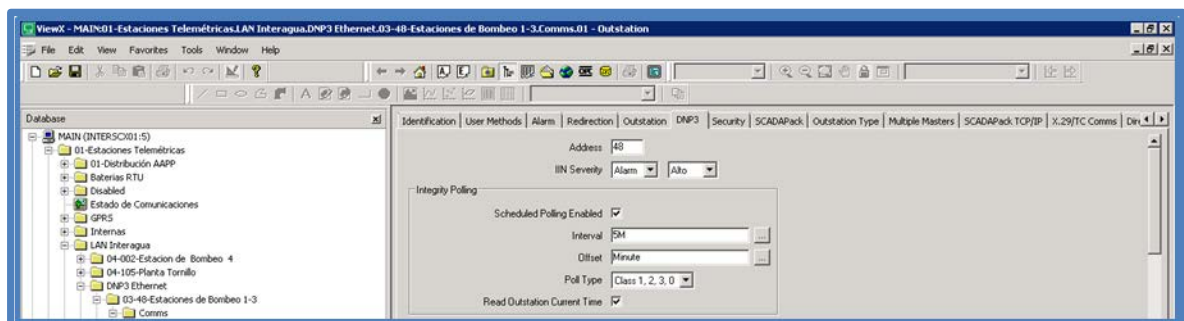 ViewX - MAIN:01-Estaciones Telemétricas.LAN Interagua.DNP3 Ethernet.03-48-Estaciones de Bombeo 1-3.Comms.01 - Outstation
File Edit View Favorites Tools Window Help
Database
Identification User Methods Alarm Redirection Outstation DNP3 Security SCADAPack Outstation Type Multiple Masters SCADAPack TCP/IP X.29/TC Comms
MAIN (INTERSCX01:5)
01-Estaciones Telemétricas
01-Distribución AAPP
Baterias RTU
Disabled
Estado de Comunicaciones
GPRS
Internas
LAN Interagua
04-002-Estacion de Bombeo 4
04-105-Planta Tornillo
DNP3 Ethernet
03-48-Estaciones de Bombeo 1-3
Comms
Address 48
IIN Severity Alarm Alto
Integrity Polling
Scheduled Polling Enabled
Interval 5M ...
Offset Minute ...
Poll Type Class 1, 2, 3, 0
Read Outstation Current Time